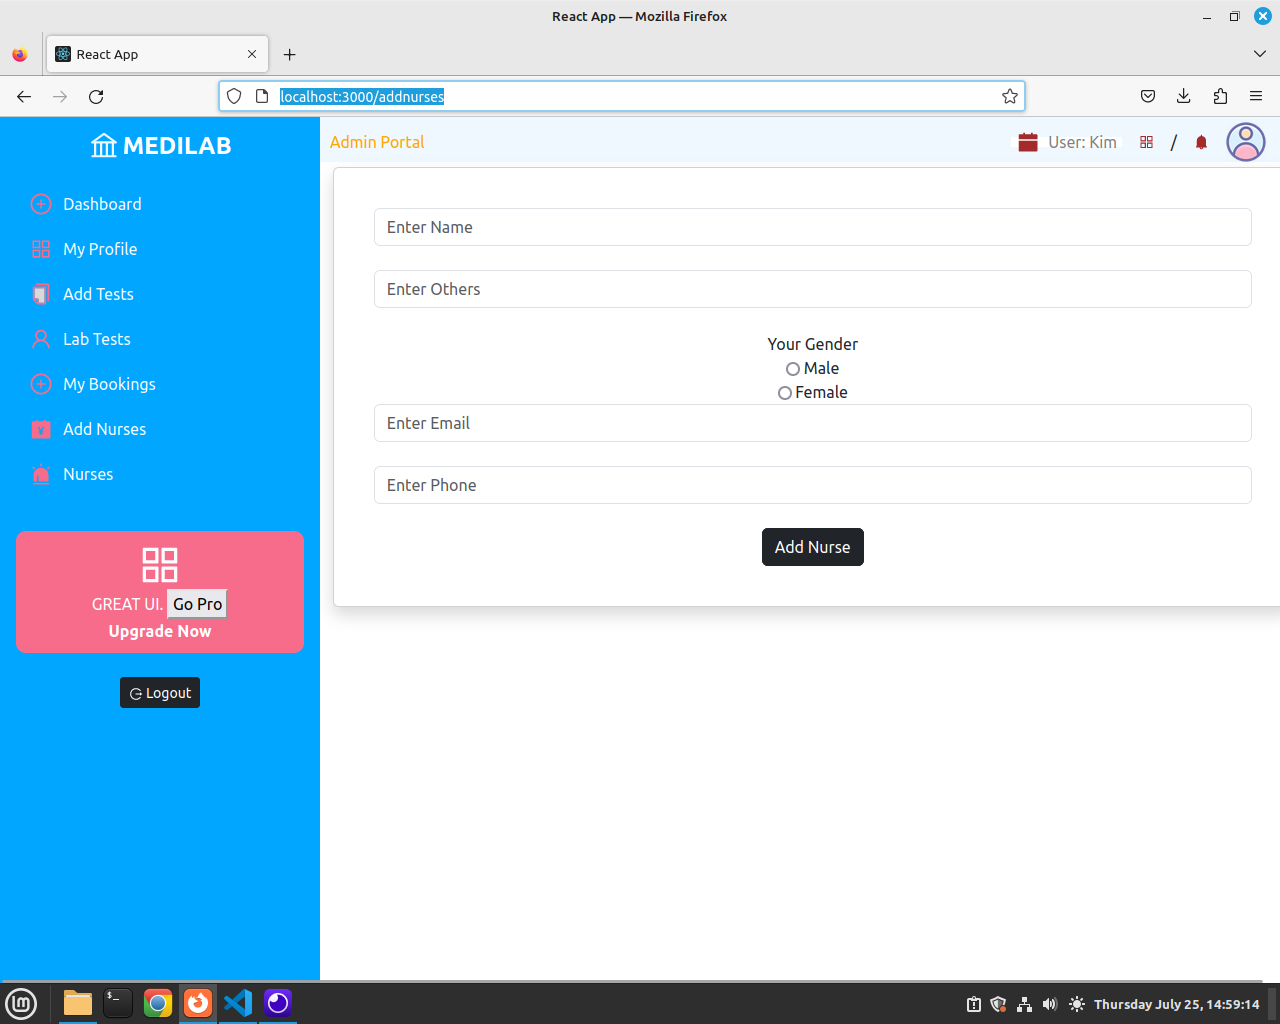 React App — Mozilla Firefox
React App
localhost:3000/addnurses
MEDILAB
Admin Portal
User: Kim
/
Dashboard
My Profile
Add Tests
Lab Tests
My Bookings
Add Nurses
Nurses
GREAT UI. Go Pro
Upgrade Now
Logout
Enter Name
Enter Others
Your Gender
Male
Female
Enter Email
Enter Phone
Add Nurse
Thursday July 25, 14:59:14